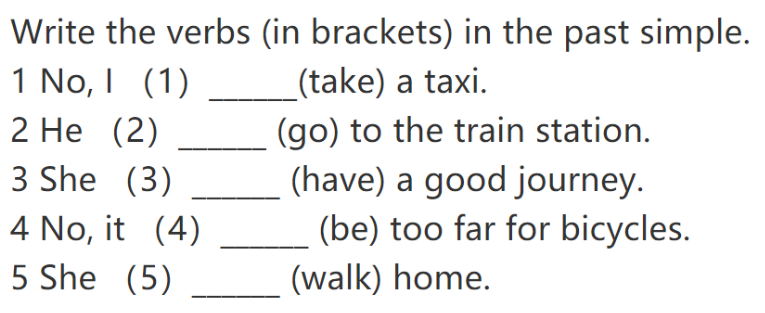 Write the verbs (in brackets) in the past simple.
1 No, I (1) ______(take) a taxi.
2 He (2) ______ (go) to the train station.
3 She (3) ______ (have) a good journey.
4 No, it (4) ______ (be) too far for bicycles.
5 She (5) ______ (walk) home.